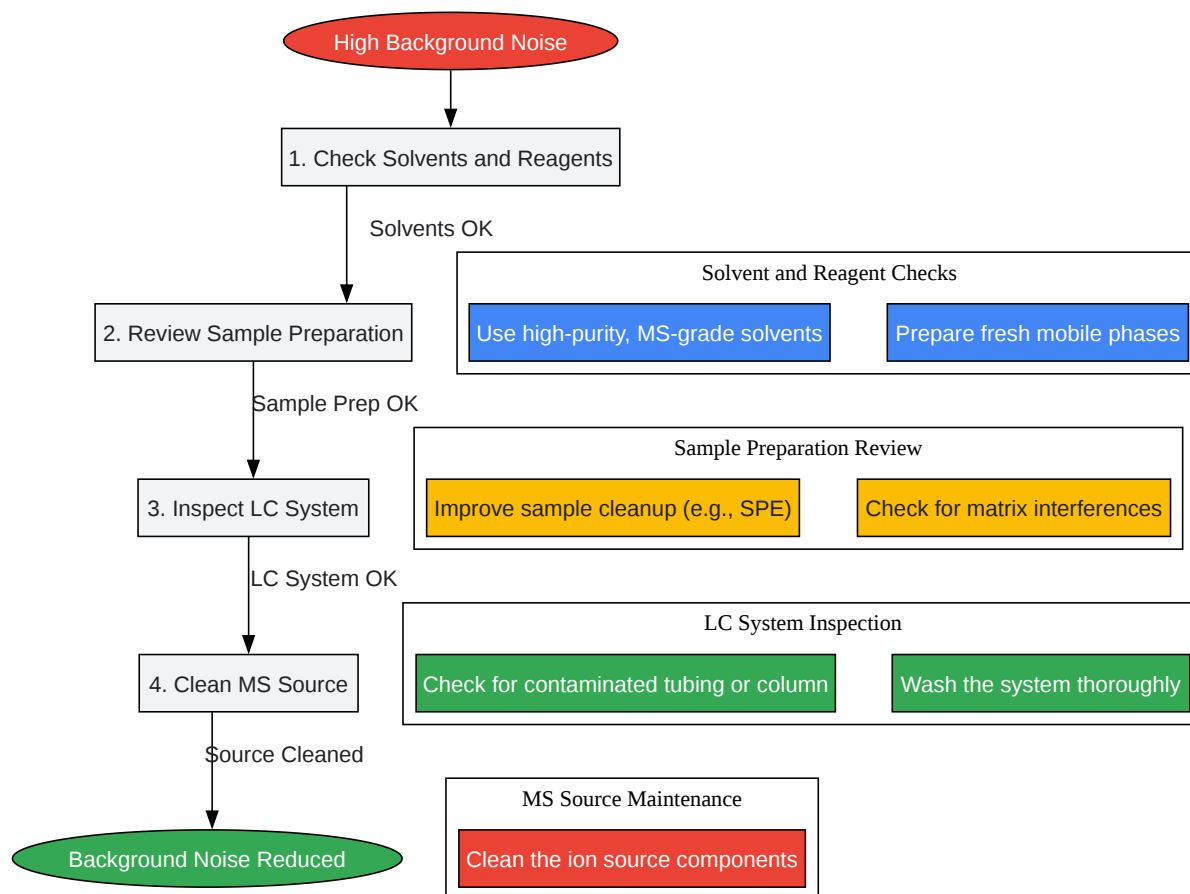 High Background Noise
1. Check Solvents and Reagents
Solvents OK
Solvent and Reagent Checks
2. Review Sample Preparation
Use high-purity, MS-grade solvents
Prepare fresh mobile phases
Sample Prep OK
Sample Preparation Review
3. Inspect LC System
Improve sample cleanup (e.g., SPE)
Check for matrix interferences
LC System OK
LC System Inspection
4. Clean MS Source
Check for contaminated tubing or column
Wash the system thoroughly
Source Cleaned
MS Source Maintenance
Background Noise Reduced
Clean the ion source components